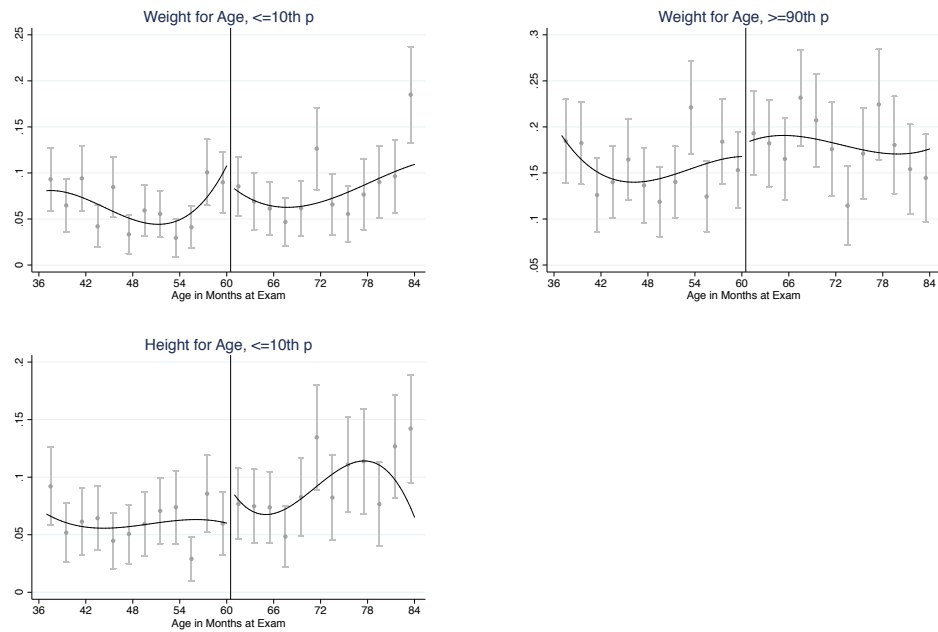 Weight for Age, <=10th p
.25
.2
.15
.1
.05
0
36 42 48 54 60 66 72 78 84
Age in Months at Exam
Weight for Age, >=90th p
.3
.25
.2
.15
.1
.05
36 42 48 54 60 66 72 78 84
Age in Months at Exam
Height for Age, <=10th p
.2
.15
.1
.05
0
36 42 48 54 60 66 72 78 84
Age in Months at Exam